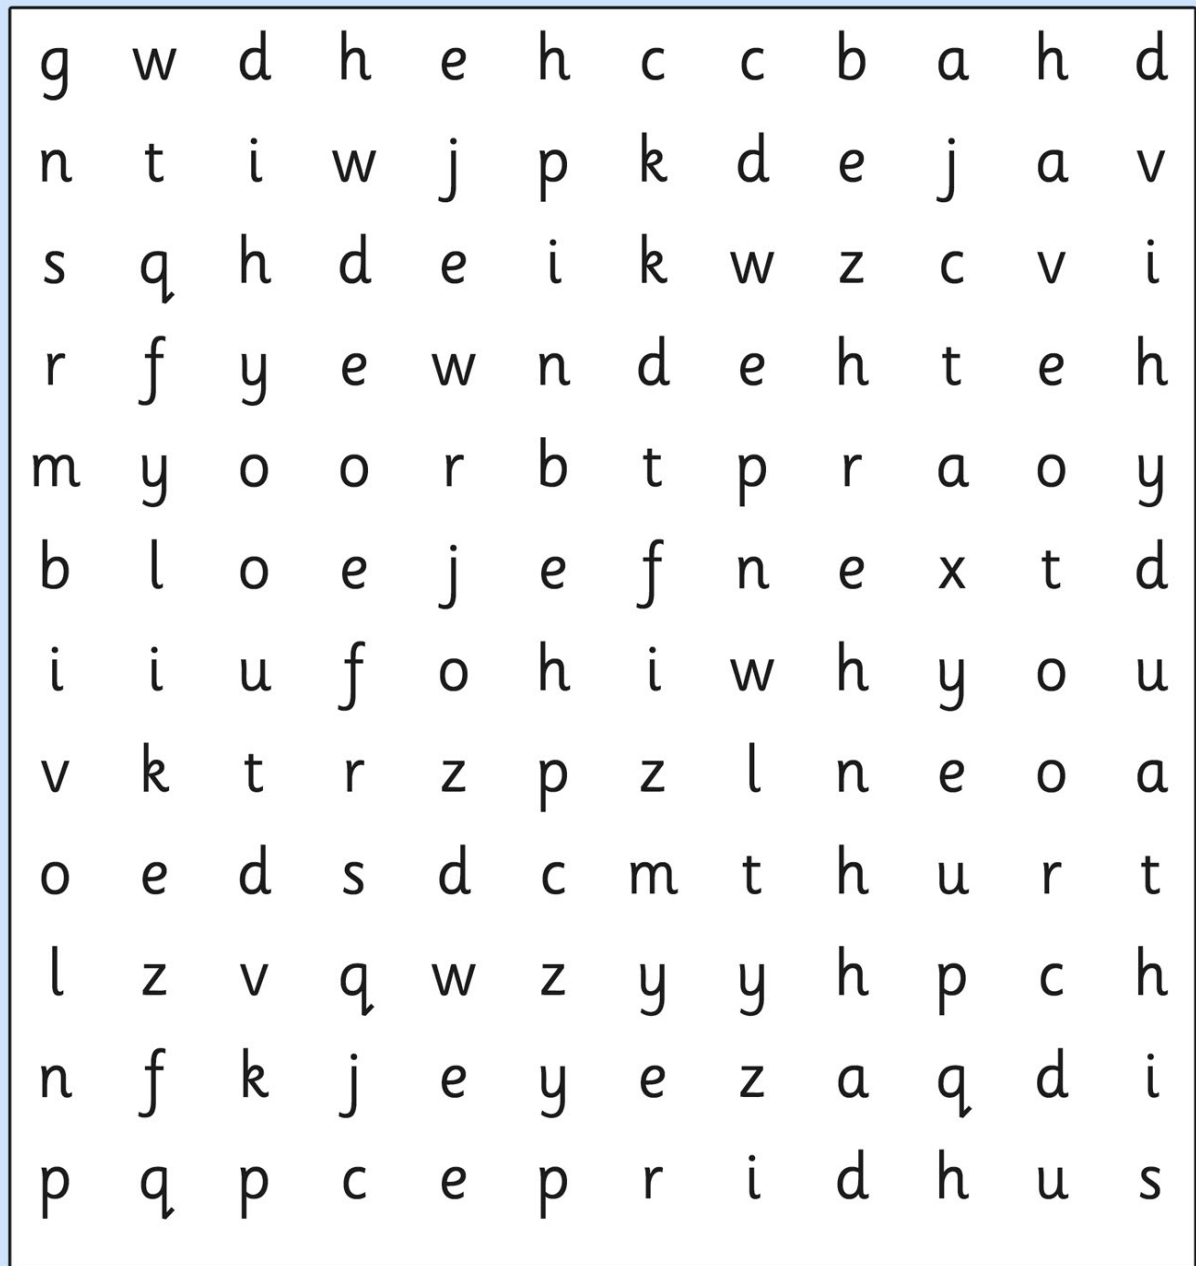 g w d h e h c c b a h d
n t i w j p k d e j a v
s q h d e i k w z c v i
r f y e w n d e h t e h
m y o o r b t p r a o y
b l o e j e f n e x t d
i i u f o h i w h y o u
v k t r z p z l n e o a
o e d s d c m t h u r t
l z v q w z y y h p c h
n f k j e y e z a q d i
p q p c e p r i d h u s